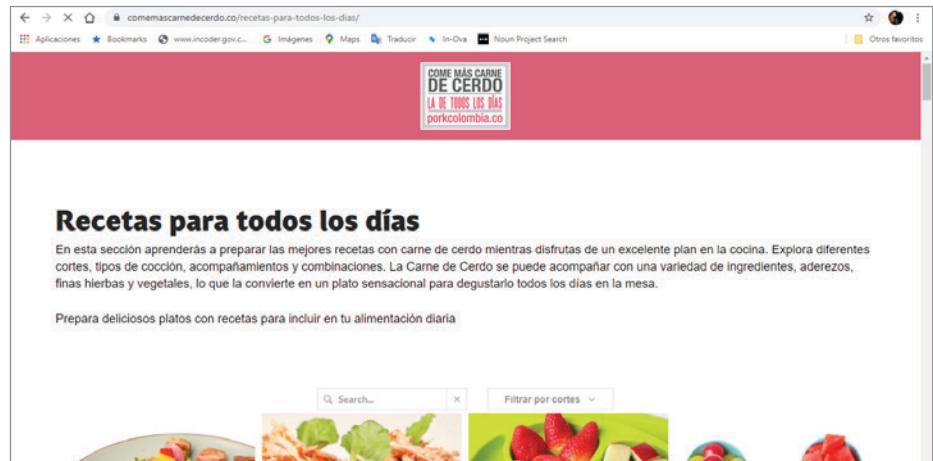 comemascarnedecerdo.co/recetas-para-todos-los-dias/
Aplicaciones Bookmarks www.incoder.gov.c... Imágenes Maps Traducir In-Ova Noun Project Search Otros favoritos
COME MÁS CARNE
DE CERDO
LA DE TODOS LOS DÍAS
porkcolombia.co
Recetas para todos los días
En esta sección aprenderás a preparar las mejores recetas con carne de cerdo mientras disfrutas de un excelente plan en la cocina. Explora diferentes
cortes, tipos de cocción, acompañamientos y combinaciones. La Carne de Cerdo se puede acompañar con una variedad de ingredientes, aderezos,
finas hierbas y vegetales, lo que la convierte en un plato sensacional para degustarlo todos los días en la mesa.
Prepara deliciosos platos con recetas para incluir en tu alimentación diaria
Search... Filtrar por cortes